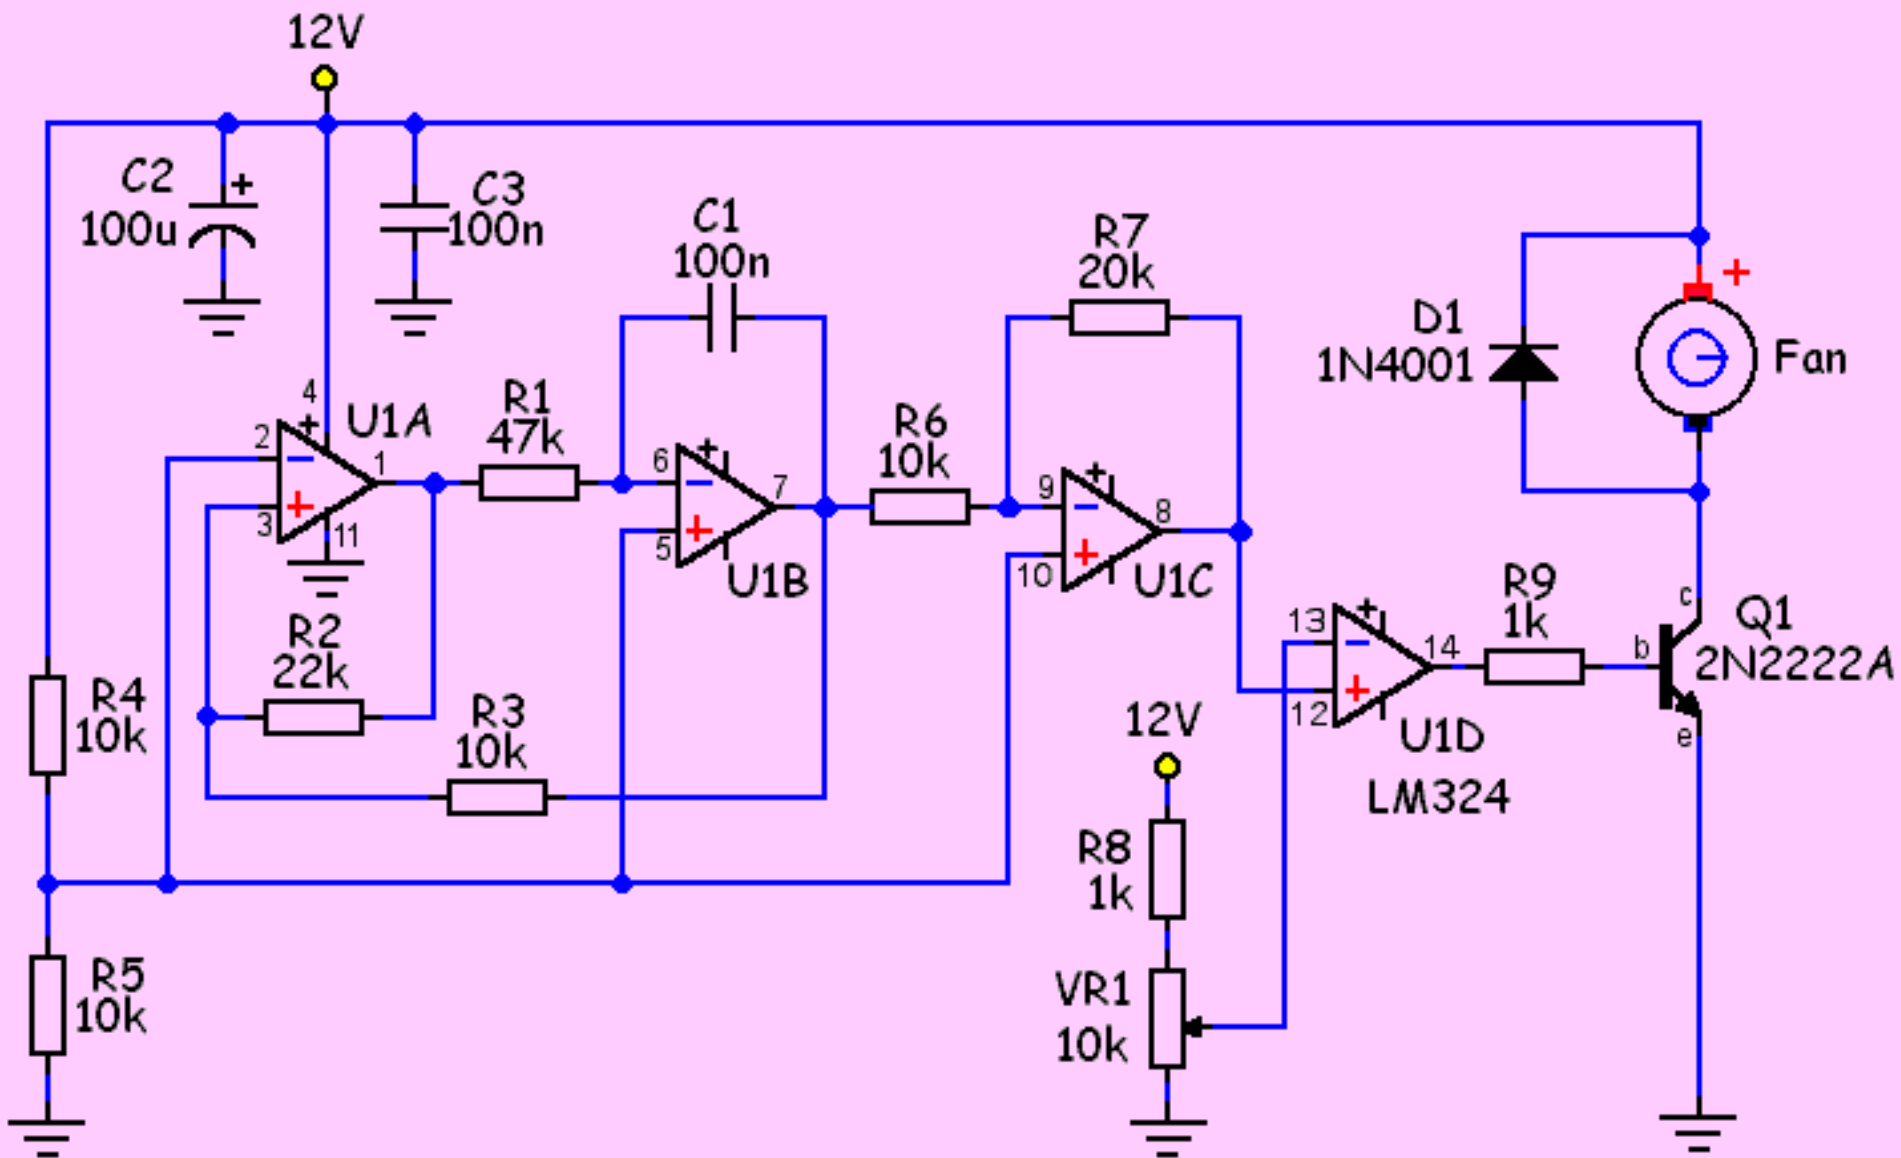 12V
C2
+
100u
C3
100n
C1
100n
R7
20k
+
D1
1N4001
Fan
4
+
U1A
2
−
1
+
3
11
R1
47k
6
+
−
7
+
5
U1B
R6
10k
9
+
−
8
+
10
U1C
R2
22k
R3
10k
R4
10k
R5
10k
12V
R8
1k
VR1
10k
13
+
−
14
+
12
U1D
LM324
R9
1k
c
b
e
Q1
2N2222A